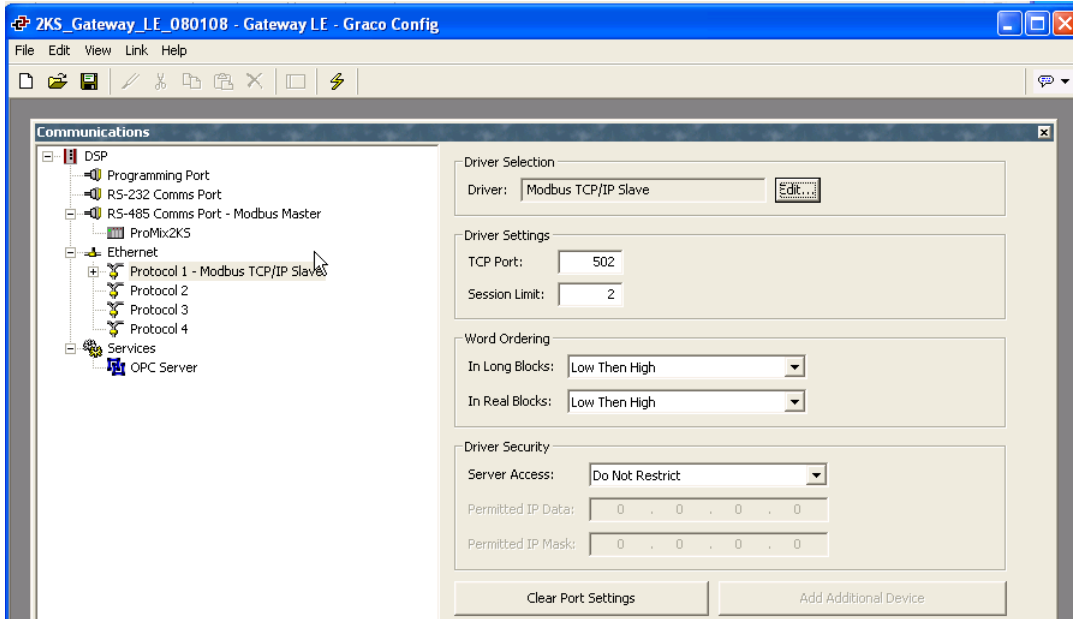 2KS_Gateway_LE_080108 - Gateway LE - Graco Config
File Edit View Link Help
Communications
DSP
Programming Port
RS-232 Comms Port
RS-485 Comms Port - Modbus Master
ProMix2KS
Ethernet
Protocol 1 - Modbus TCP/IP Slave
Protocol 2
Protocol 3
Protocol 4
Services
OPC Server
Driver Selection
Driver: Modbus TCP/IP Slave Edit...
Driver Settings
TCP Port: 502
Session Limit: 2
Word Ordering
In Long Blocks: Low Then High
In Real Blocks: Low Then High
Driver Security
Server Access: Do Not Restrict
Permitted IP Data: 0 . 0 . 0 . 0
Permitted IP Mask: 0 . 0 . 0 . 0
Clear Port Settings Add Additional Device